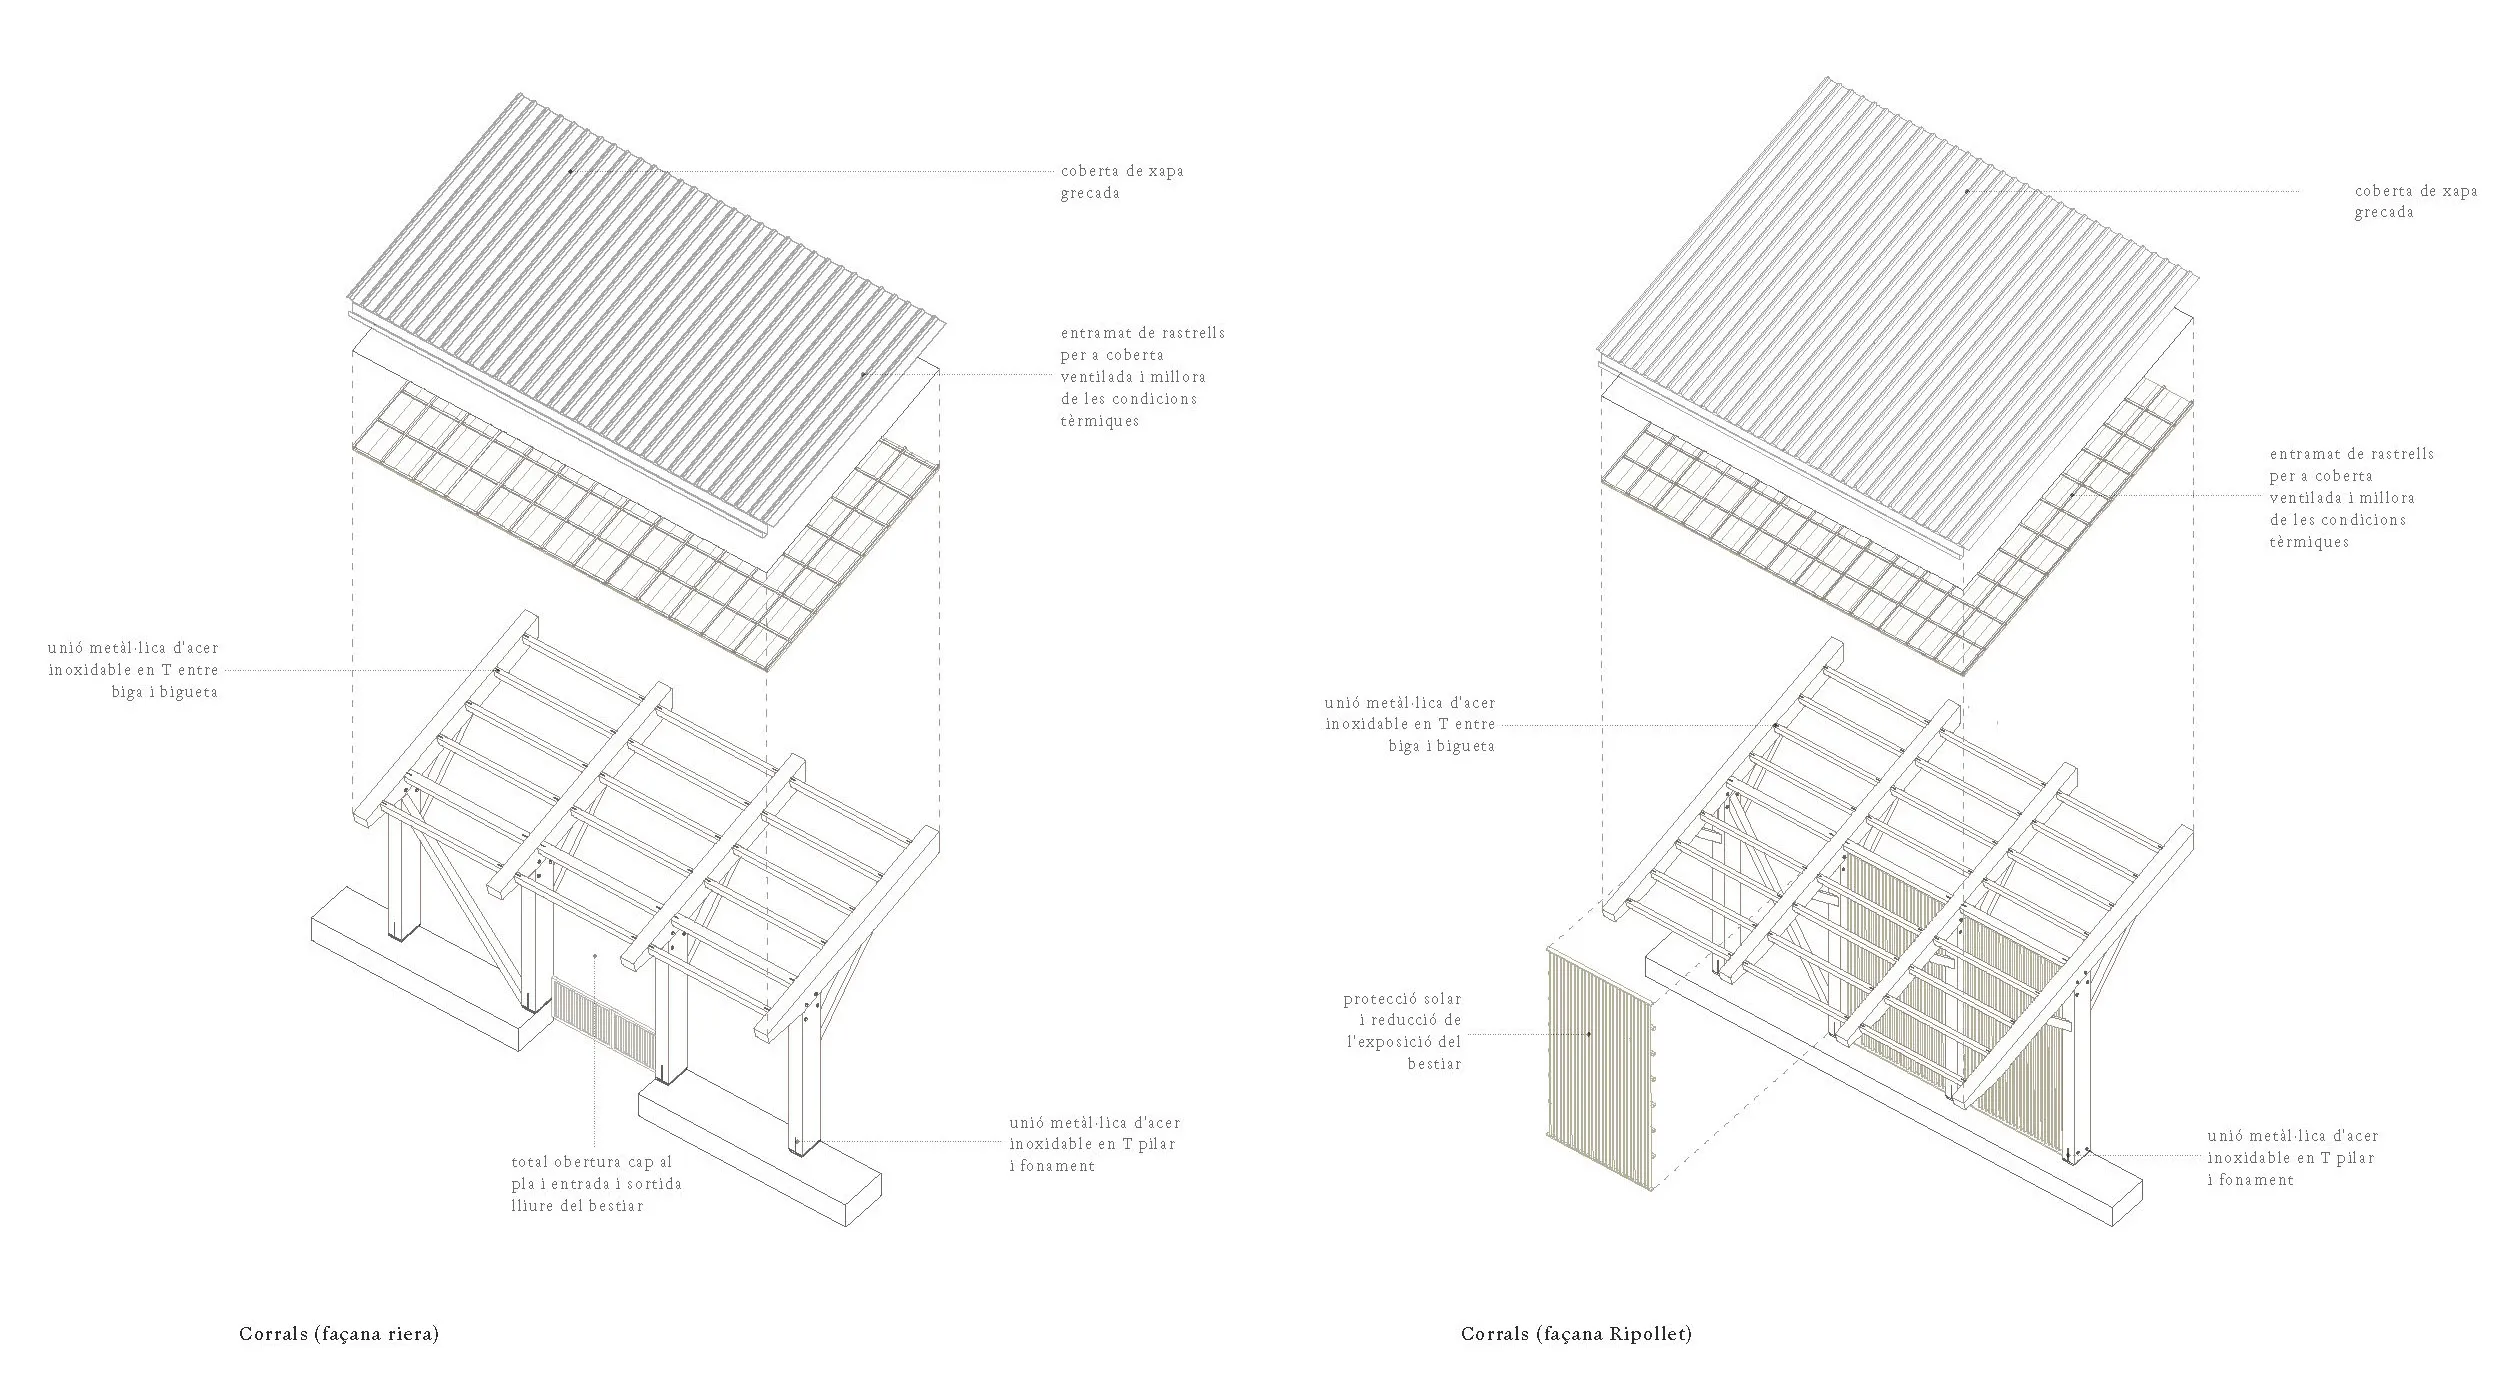 coberta de xapa
grecada
entramat de rastrells
per a coberta
ventilada i millora
de les condicions
tèrmiques
unió metàl·lica d'acer
inoxidable en T entre
biga i bigueta
total obertura cap al
pla i entrada i sortida
lliure del bestiar
unió metàl·lica d'acer
inoxidable en T pilar
i fonament
Corrals (façana riera)
coberta de xapa
grecada
entramat de rastrells
per a coberta
ventilada i millora
de les condicions
tèrmiques
unió metàl·lica d'acer
inoxidable en T entre
biga i bigueta
protecció solar
i reducció de
l'exposició del
bestiar
unió metàl·lica d'acer
inoxidable en T pilar
i fonament
Corrals (façana Ripollet)